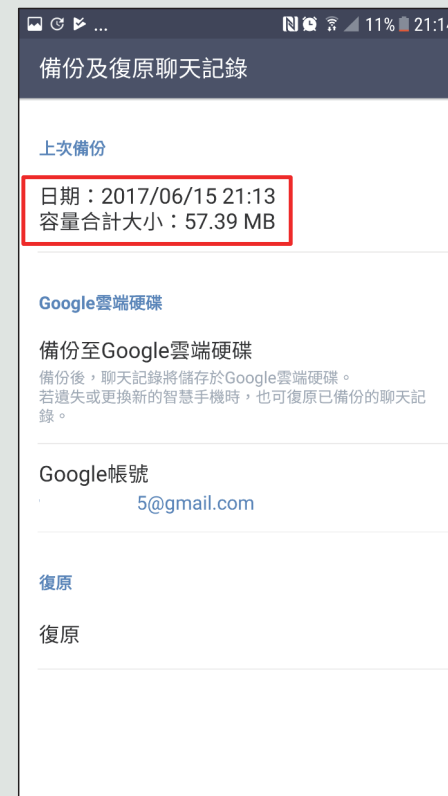 ... 11% 21:14
備份及復原聊天記錄
上次備份
日期：2017/06/15 21:13
容量合計大小：57.39 MB
Google雲端硬碟
備份至Google雲端硬碟
備份後，聊天記錄將儲存於Google雲端硬碟。
若遺失或更換新的智慧手機時，也可復原已備份的聊天記
錄。
Google帳號
5@gmail.com
復原
復原